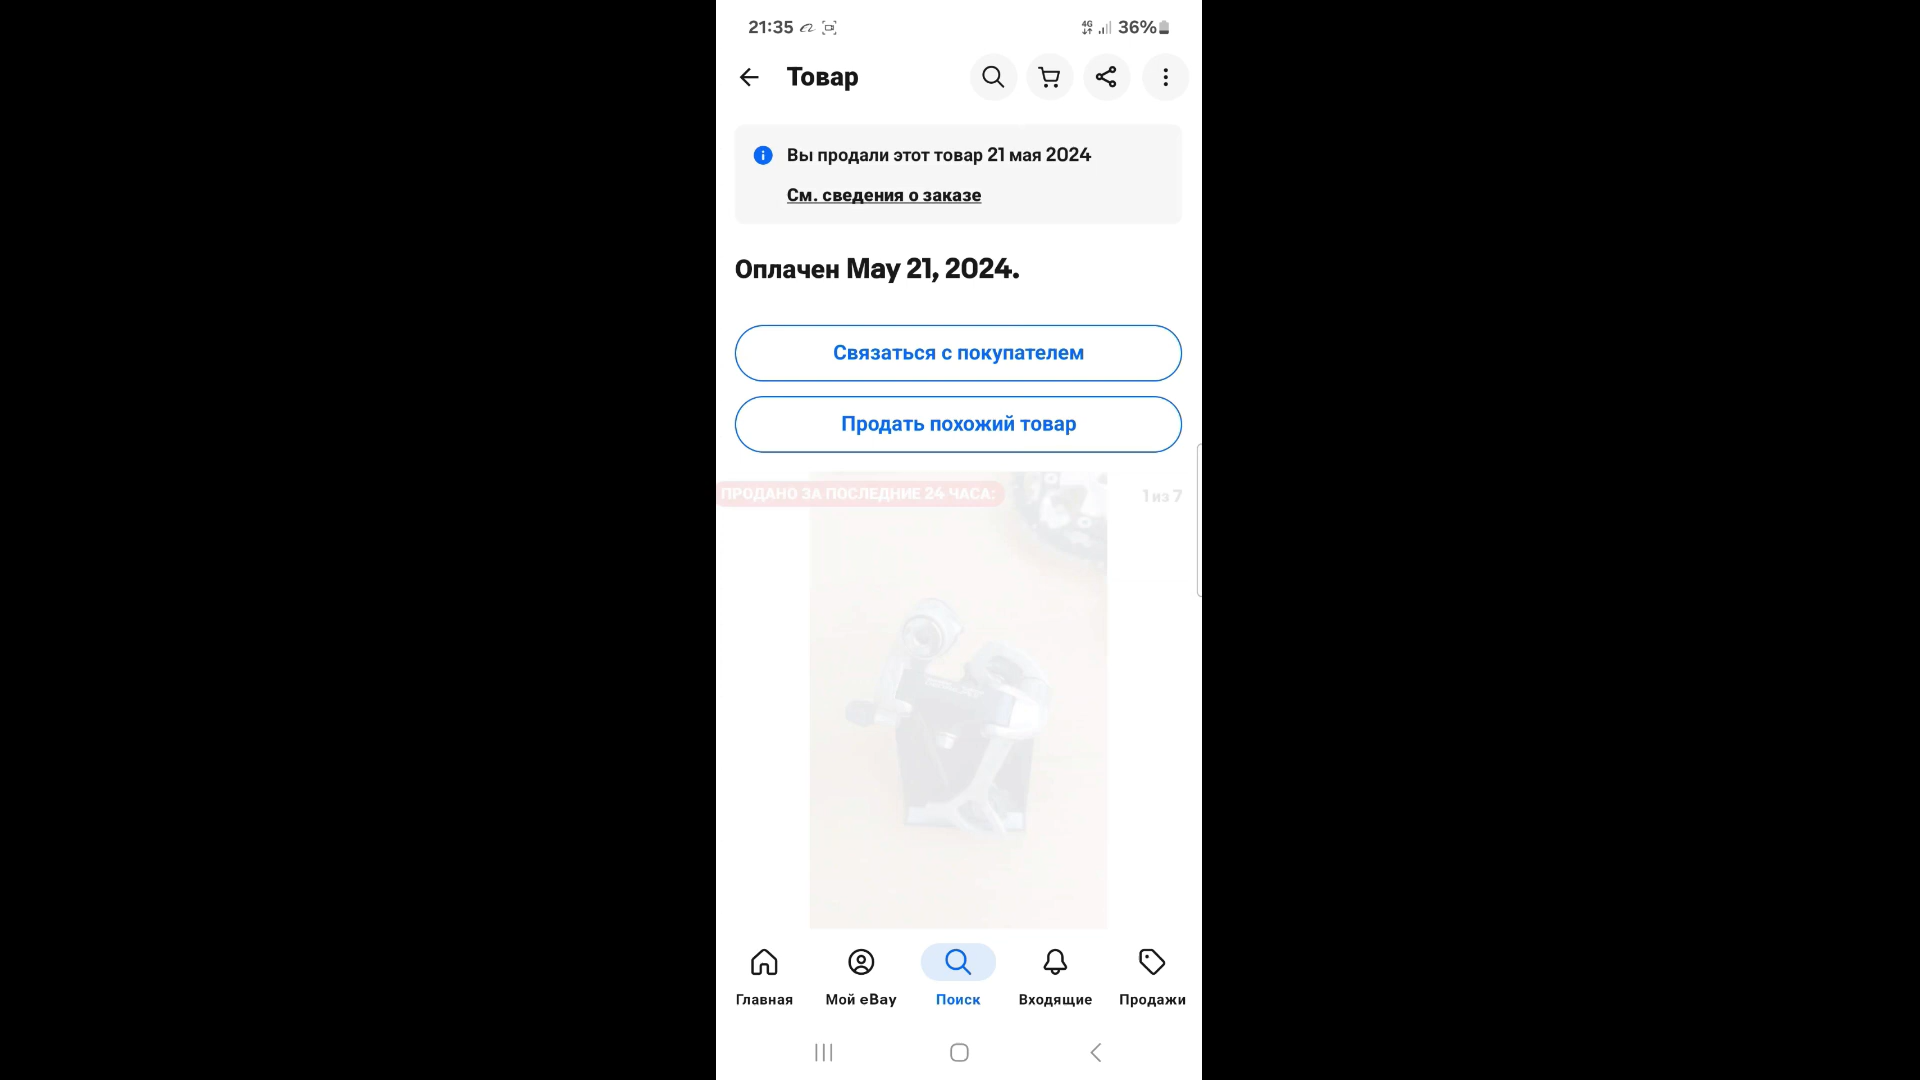 21:35
4G
36%
Товар
Вы продали этот товар 21 мая 2024
См. сведения о заказе
Оплачен May 21, 2024.
Связаться с покупателем
Продать похожий товар
ПРОДАНО ЗА ПОСЛЕДНИЕ 24 ЧАСА:
1 из 7
Главная
Мой eBay
Поиск
Входящие
Продажи